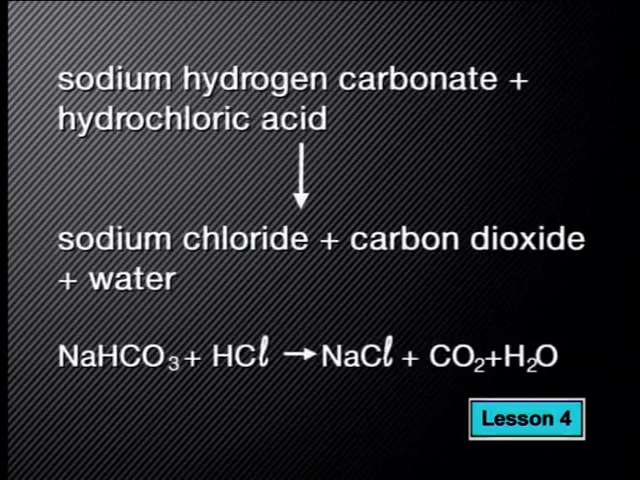 sodium hydrogen carbonate +
hydrochloric acid
sodium chloride + carbon dioxide
+ water
NaHCO₃ + HCl → NaCl + CO₂+H₂O
Lesson 4